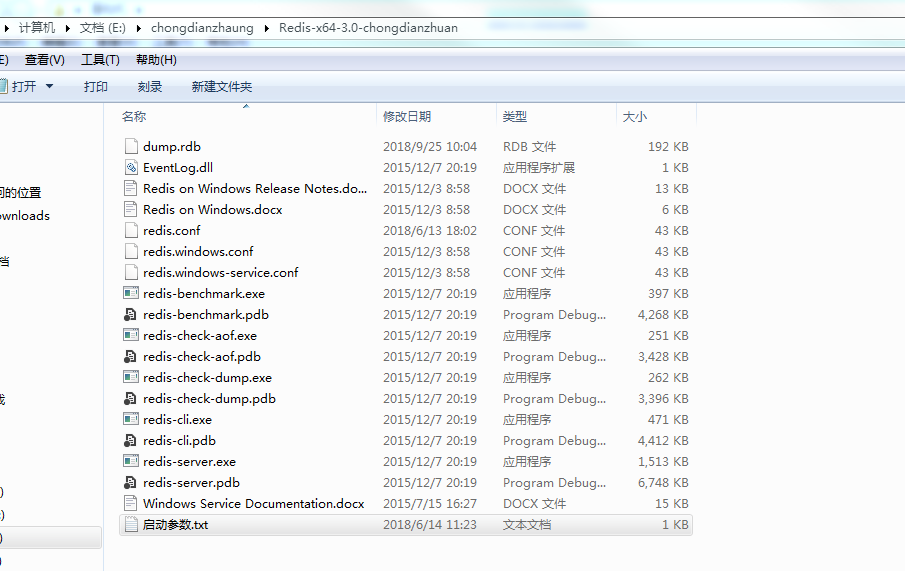 计算机 ▸ 文档 (E:) ▸ chongdianzhaung ▸ Redis-x64-3.0-chongdianzhuan
E) 查看(V) 工具(T) 帮助(H)
打开 打印 刻录 新建文件夹
名称 修改日期 类型 大小
dump.rdb 2018/9/25 10:04 RDB 文件 192 KB
EventLog.dll 2015/12/7 20:19 应用程序扩展 1 KB
Redis on Windows Release Notes.do... 2015/12/3 8:58 DOCX 文件 13 KB
问的位置 Redis on Windows.docx 2015/12/3 8:58 DOCX 文件 6 KB
ownloads redis.conf 2018/6/13 18:02 CONF 文件 43 KB
redis.windows.conf 2015/12/3 8:58 CONF 文件 43 KB
档 redis.windows-service.conf 2015/12/3 8:58 CONF 文件 43 KB
redis-benchmark.exe 2015/12/7 20:19 应用程序 397 KB
redis-benchmark.pdb 2015/12/7 20:19 Program Debug... 4,268 KB
redis-check-aof.exe 2015/12/7 20:19 应用程序 251 KB
redis-check-aof.pdb 2015/12/7 20:19 Program Debug... 3,428 KB
redis-check-dump.exe 2015/12/7 20:19 应用程序 262 KB
redis-check-dump.pdb 2015/12/7 20:19 Program Debug... 3,396 KB
redis-cli.exe 2015/12/7 20:19 应用程序 471 KB
redis-cli.pdb 2015/12/7 20:19 Program Debug... 4,412 KB
redis-server.exe 2015/12/7 20:19 应用程序 1,513 KB
redis-server.pdb 2015/12/7 20:19 Program Debug... 6,748 KB
Windows Service Documentation.docx 2015/7/15 16:27 DOCX 文件 15 KB
启动参数.txt 2018/6/14 11:23 文本文档 1 KB